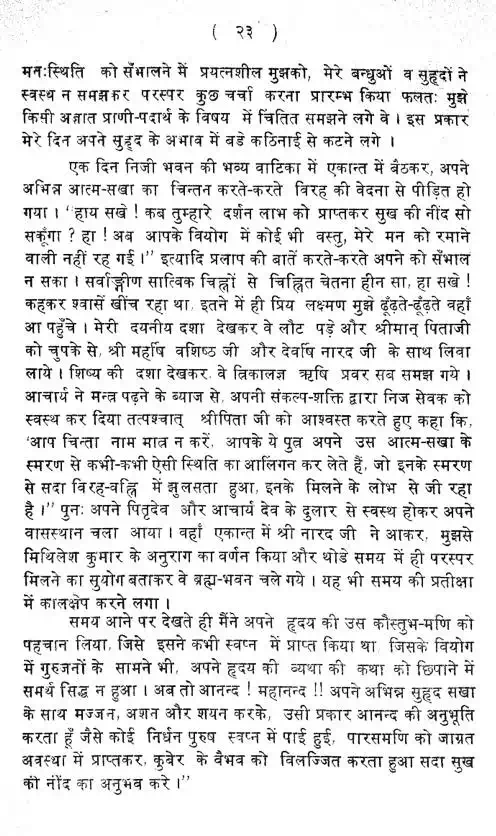 ( २३ )
मनःस्थिति को सँभालने में प्रयत्नशील मुझको, मेरे बन्धुओं व सुहृदों ने
स्वस्थ न समझकर परस्पर कुछ चर्चा करना प्रारम्भ किया फलतः मुझे
किसी अज्ञात प्राणी-पदार्थ के विषय में चिंतित समझने लगे वे । इस प्रकार
मेरे दिन अपने सुहृद के अभाव में बडे कठिनाई से कटने लगे ।
एक दिन निजी भवन की भव्य वाटिका में एकान्त में बैठकर, अपने
अभिन्न आत्म-सखा का चिन्तन करते-करते विरह की वेदना से पीड़ित हो
गया । "हाय सखे ! कब तुम्हारे दर्शन लाभ को प्राप्तकर सुख की नींद सो
सकूँगा ? हा ! अब आपके वियोग में कोई भी वस्तु, मेरे मन को रमाने
वाली नहीं रह गई ।" इत्यादि प्रलाप की बातें करते-करते अपने को सँभाल
न सका । सर्वाङ्गीण सात्विक चिह्नों से चिह्नित चेतना हीन सा, हा सखे !
कहकर श्वासें खींच रहा था, इतने में ही प्रिय लक्ष्मण मुझे ढूँढ़ते-ढूँढ़ते वहाँ
आ पहुँचे । मेरी दयनीय दशा देखकर वे लौट पड़े और श्रीमान् पिताजी
को चुपके से, श्री महर्षि वशिष्ठ जी और देवर्षि नारद जी के साथ लिवा
लाये । शिष्य की दशा देखकर, वे त्रिकालज्ञ ऋषि प्रवर सब समझ गये ।
आचार्य ने मन्त्र पढ़ने के ब्याज से, अपनी संकल्प-शक्ति द्वारा निज सेवक को
स्वस्थ कर दिया तत्पश्चात् श्रीपिता जी को आश्वस्त करते हुए कहा कि,
'आप चिन्ता नाम मात्र न करें, आपके ये पुत्र अपने उस आत्म-सखा के
स्मरण से कभी-कभी ऐसी स्थिति का आलिंगन कर लेते हैं, जो इनके स्मरण
से सदा विरह-वह्नि में झुलसता हुआ, इनके मिलने के लोभ से जी रहा
है ।" पुनः अपने पितृदेव और आचार्य देव के दुलार से स्वस्थ होकर अपने
वासस्थान चला आया । वहाँ एकान्त में श्री नारद जी ने आकर, मुझसे
मिथिलेश कुमार के अनुराग का वर्णन किया और थोडे समय में ही परस्पर
मिलने का सुयोग बताकर वे ब्रह्म-भवन चले गये । यह भी समय की प्रतीक्षा
में कालक्षेप करने लगा ।
समय आने पर देखते ही मैंने अपने हृदय की उस कौस्तुभ-मणि को
पहचान लिया, जिसे इसने कभी स्वप्न में प्राप्त किया था, जिसके वियोग
में गुरुजनों के सामने भी, अपने हृदय की व्यथा की कथा को छिपाने में
समर्थ सिद्ध न हुआ । अब तो आनन्द ! महानन्द !! अपने अभिन्न सुहृद सखा
के साथ मज्जन, अशन और शयन करके, उसी प्रकार आनन्द की अनुभूति
करता हूँ जैसे कोई निर्धन पुरुष स्वप्न में पाई हुई, पारसमणि को जाग्रत
अवस्था में प्राप्तकर, कुबेर के वैभव को विलज्जित करता हुआ सदा सुख
की नींद का अनुभव करे ।"